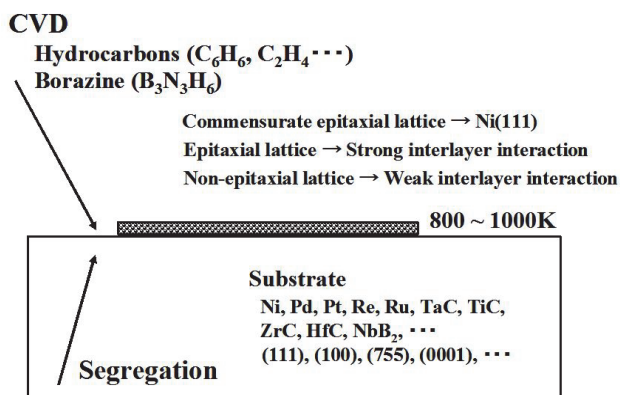 CVD
Hydrocarbons (C₆H₆, C₂H₄···)
Borazine (B₃N₃H₆)
Commensurate epitaxial lattice → Ni(111)
Epitaxial lattice → Strong interlayer interaction
Non-epitaxial lattice → Weak interlayer interaction
800 ~ 1000K
Substrate
Ni, Pd, Pt, Re, Ru, TaC, TiC,
ZrC, HfC, NbB₂, ···
(111), (100), (755), (0001), ···
Segregation